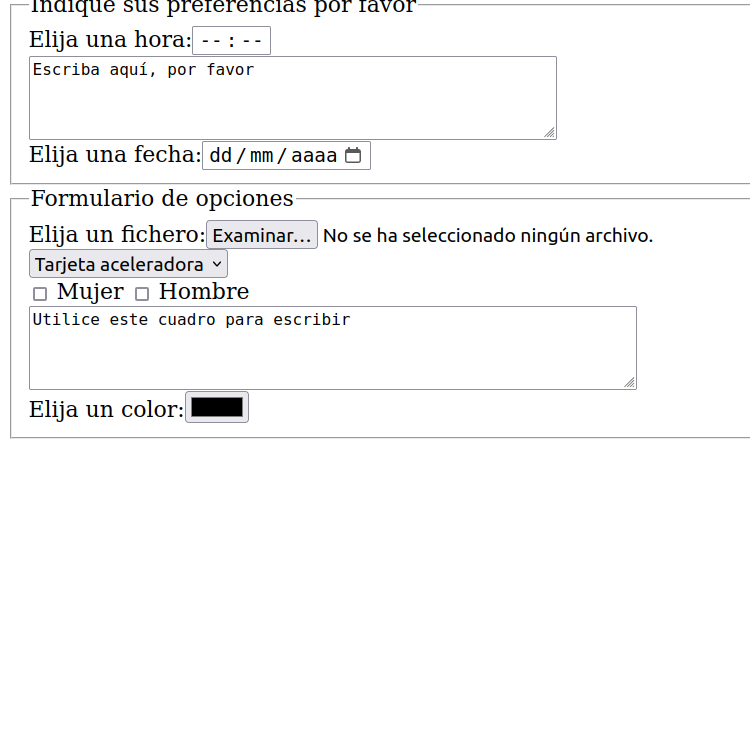 Indique sus preferencias por favor
Elija una hora: --:--
Escriba aquí, por favor
Elija una fecha: dd/mm/aaaa
Formulario de opciones
Elija un fichero: Examinar... No se ha seleccionado ningún archivo.
Tarjeta aceleradora
Mujer Hombre
Utilice este cuadro para escribir
Elija un color: